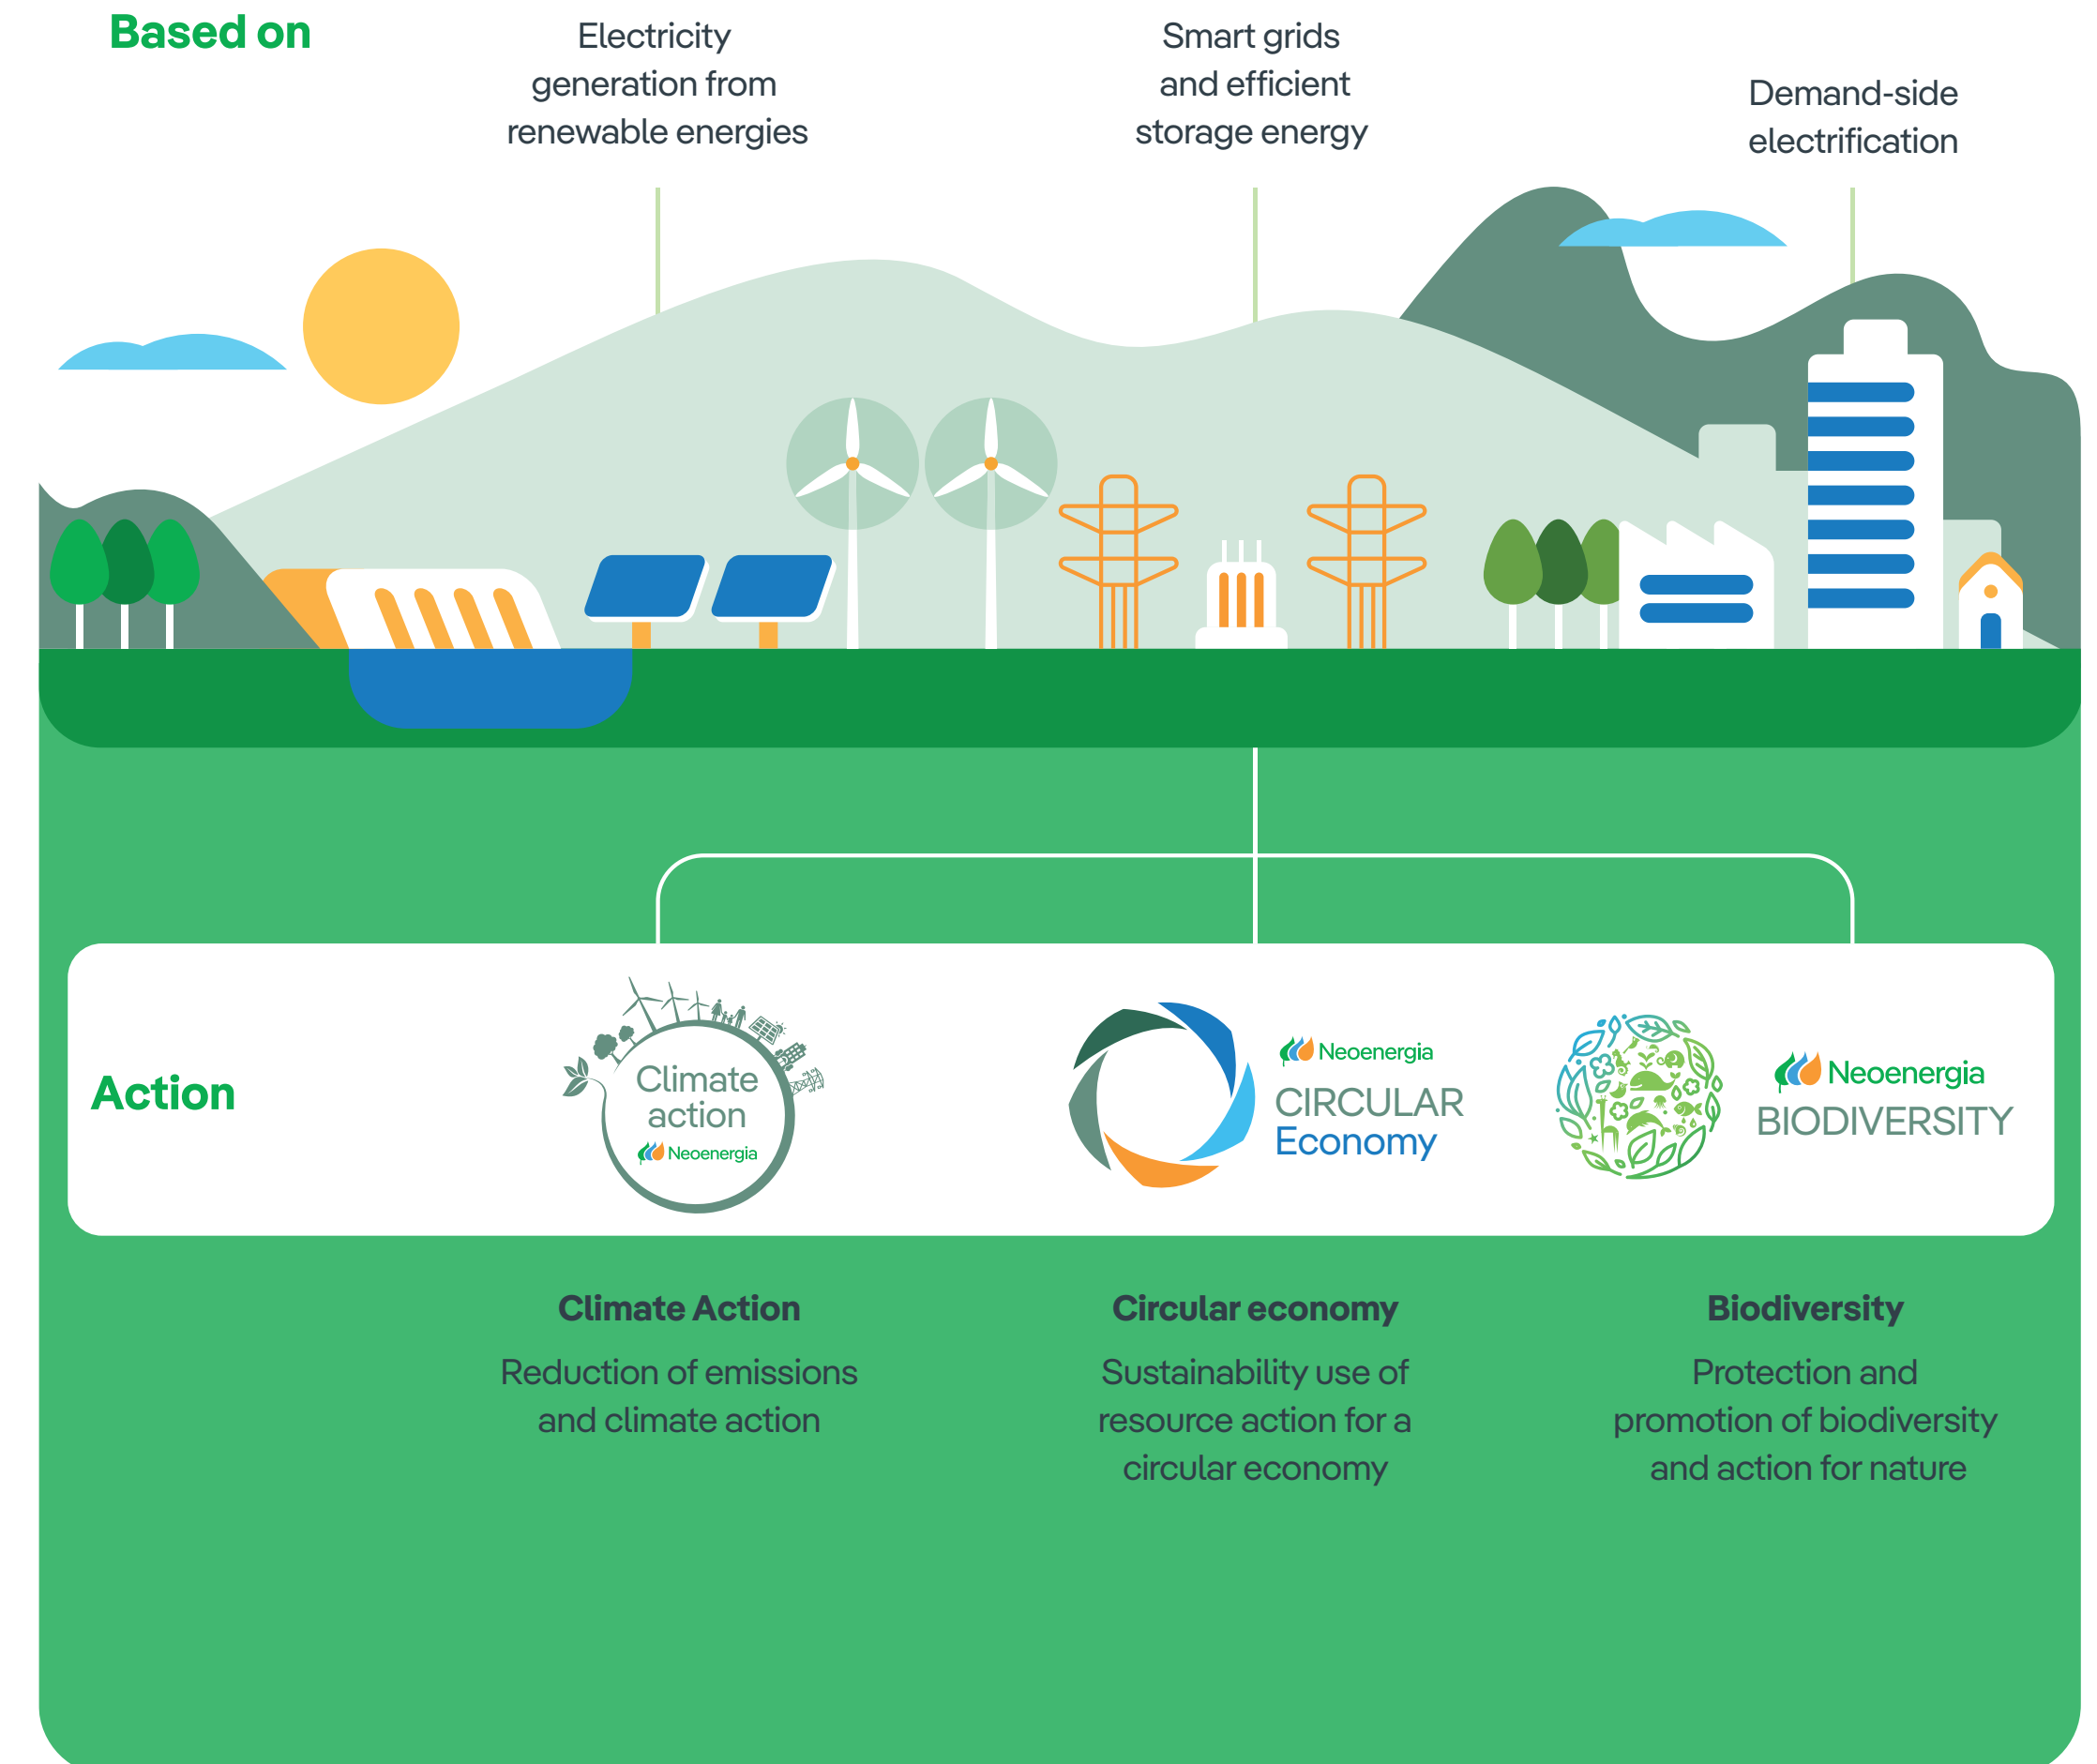 Based on
Electricity
generation from
renewable energies
Smart grids
and efficient
storage energy
Demand-side
electrification
Action
Climate
action
Neoenergia
Neoenergia
CIRCULAR
Economy
Neoenergia
BIODIVERSITY
Climate Action
Reduction of emissions
and climate action
Circular economy
Sustainability use of
resource action for a
circular economy
Biodiversity
Protection and
promotion of biodiversity
and action for nature